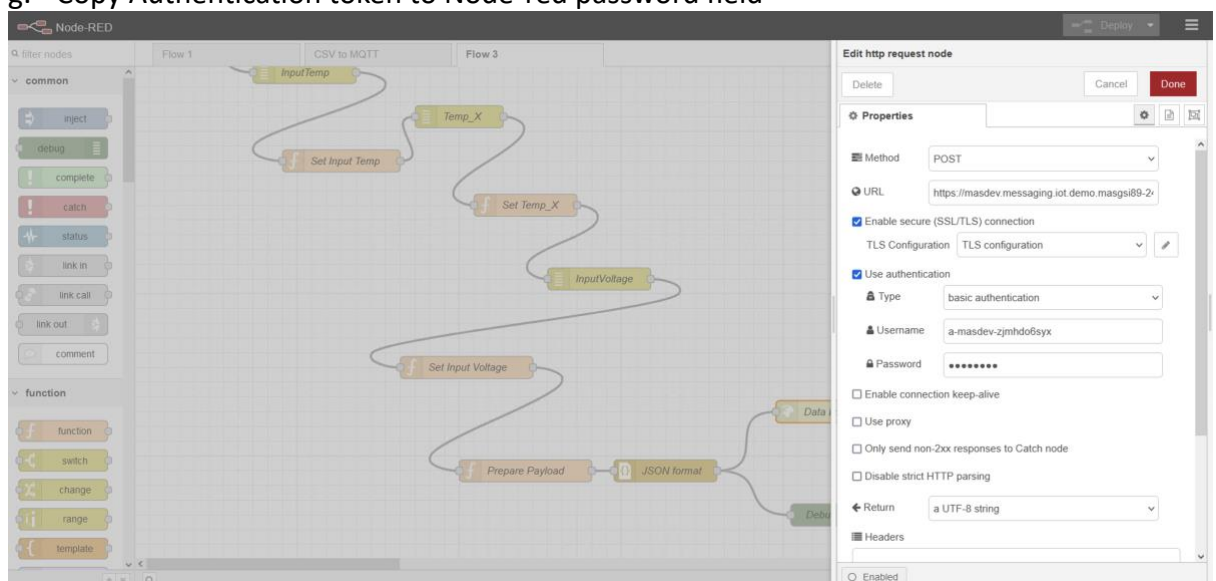 g. Copy Authentication token to Node-red password field
Node-RED
Deploy
filter nodes
Flow 1
CSV to MQTT
Flow 3
common
inject
debug
complete
catch
status
link in
link call
link out
comment
function
function
switch
change
range
template
InputTemp
Set Input Temp
Temp_X
Set Temp_X
InputVoltage
Set Input Voltage
Prepare Payload
JSON format
Data
Edit http request node
Delete
Cancel
Done
Properties
Method
POST
URL
https://masdev.messaging.iot.demo.masgsi89-2
Enable secure (SSL/TLS) connection
TLS Configuration
TLS configuration
Use authentication
Type
basic authentication
Username
a-masdev-zjmhdo6syx
Password
••••••••
Enable connection keep-alive
Use proxy
Only send non-2xx responses to Catch node
Disable strict HTTP parsing
Return
a UTF-8 string
Headers
Enabled